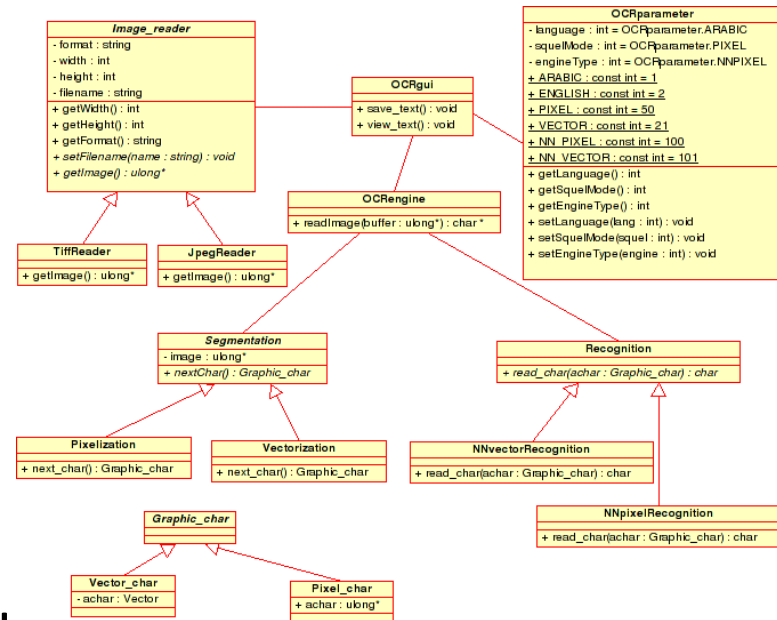 Image_reader
- format : string
- width : int
- height : int
- filename : string
+ getWidth() : int
+ getHeight() : int
+ getFormat() : string
+ setFilename(name : string) : void
+ getImage() : ulong*
OCRgui
+ save_text() : void
+ view_text() : void
OCRparameter
- language : int = OCRparameter.ARABIC
- squelMode : int = OCRparameter.PIXEL
- engineType : int = OCRparameter.NNPIXEL
+ ARABIC : const int = 1
+ ENGLISH : const int = 2
+ PIXEL : const int = 50
+ VECTOR : const int = 21
+ NN_PIXEL : const int = 100
+ NN_VECTOR : const int = 101
+ getLanguage() : int
+ getSquelMode() : int
+ getEngineType() : int
+ setLanguage(lang : int) : void
+ setSquelMode(squel : int) : void
+ setEngineType(engine : int) : void
OCRengine
+ readImage(buffer : ulong*) : char *
TiffReader
+ getImage() : ulong*
JpegReader
+ getImage() : ulong*
Segmentation
- image : ulong*
+ nextChar() : Graphic_char
Recognition
+ read_char(achar : Graphic_char) : char
Pixelization
+ next_char() : Graphic_char
Vectorization
+ next_char() : Graphic_char
NNvectorRecognition
+ read_char(achar : Graphic_char) : char
NNpixelRecognition
+ read_char(achar : Graphic_char) : char
Graphic_char
Vector_char
- achar : Vector
Pixel_char
+ achar : ulong*